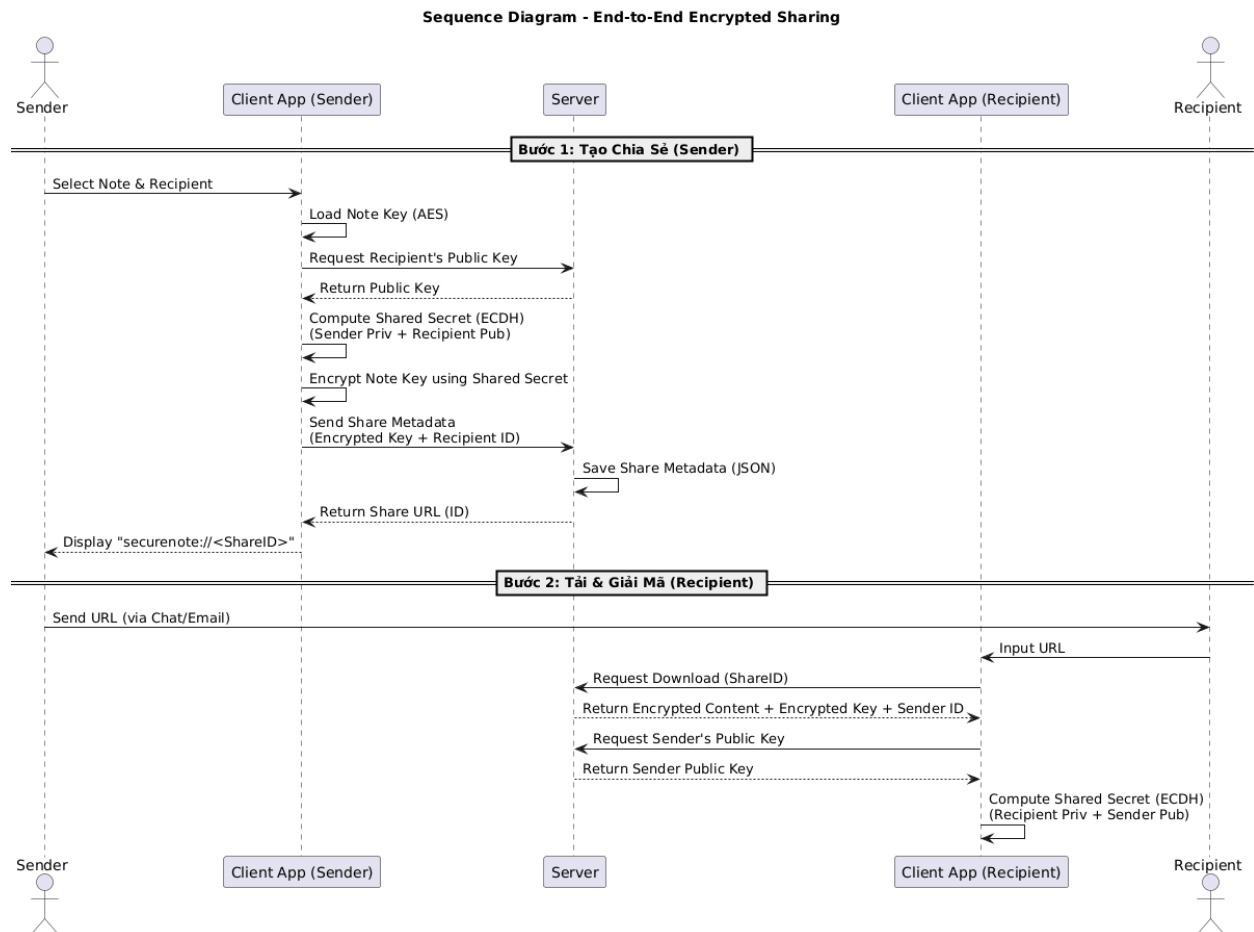 Sequence Diagram - End-to-End Encrypted Sharing
Sender
Client App (Sender)
Server
Client App (Recipient)
Recipient
Bước 1: Tạo Chia Sẻ (Sender)
Select Note & Recipient
Load Note Key (AES)
Request Recipient's Public Key
Return Public Key
Compute Shared Secret (ECDH)
(Sender Priv + Recipient Pub)
Encrypt Note Key using Shared Secret
Send Share Metadata
(Encrypted Key + Recipient ID)
Save Share Metadata (JSON)
Return Share URL (ID)
Display "securenote://<ShareID>"
Bước 2: Tải & Giải Mã (Recipient)
Send URL (via Chat/Email)
Input URL
Request Download (ShareID)
Return Encrypted Content + Encrypted Key + Sender ID
Request Sender's Public Key
Return Sender Public Key
Compute Shared Secret (ECDH)
(Recipient Priv + Sender Pub)
Sender
Client App (Sender)
Server
Client App (Recipient)
Recipient